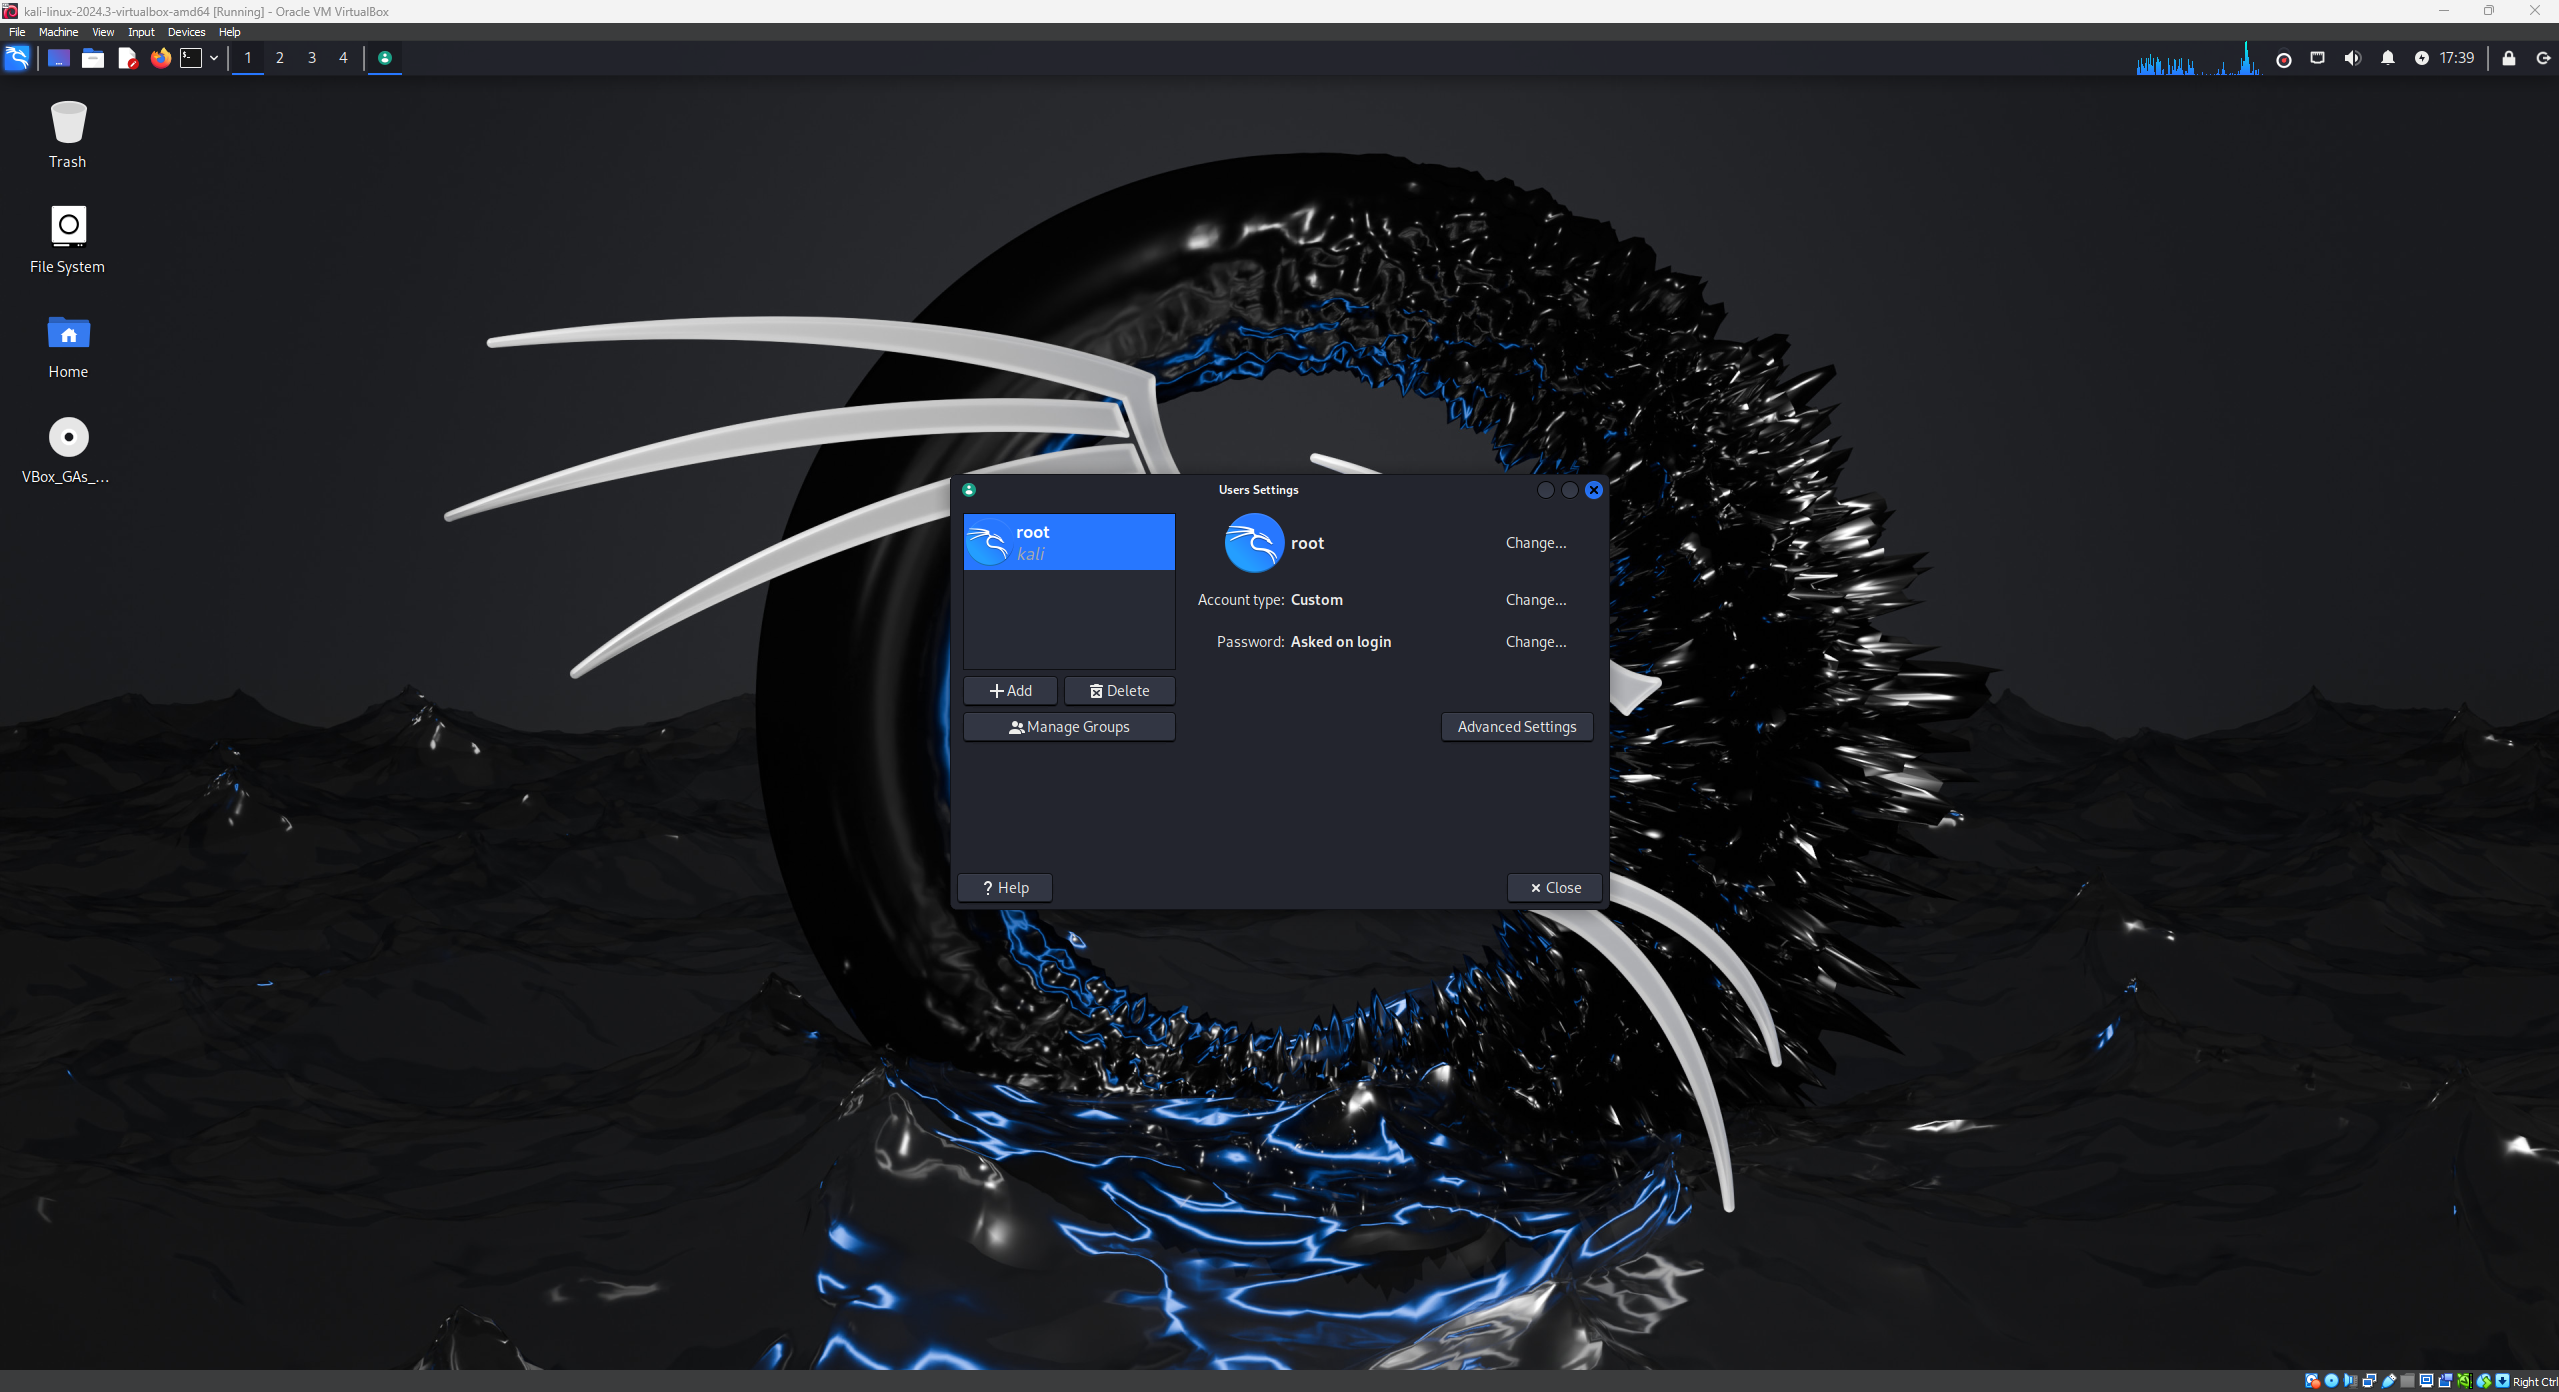 kali-linux-2024.3-virtualbox-amd64 [Running] - Oracle VM VirtualBox
File Machine View Input Devices Help
1 2 3 4
17:39
Trash
File System
Home
VBox_GAs_...
Users Settings
root
kali
root
Change...
Account type: Custom
Change...
Password: Asked on login
Change...
Add
Delete
Manage Groups
Advanced Settings
Help
Close
Right Ctrl